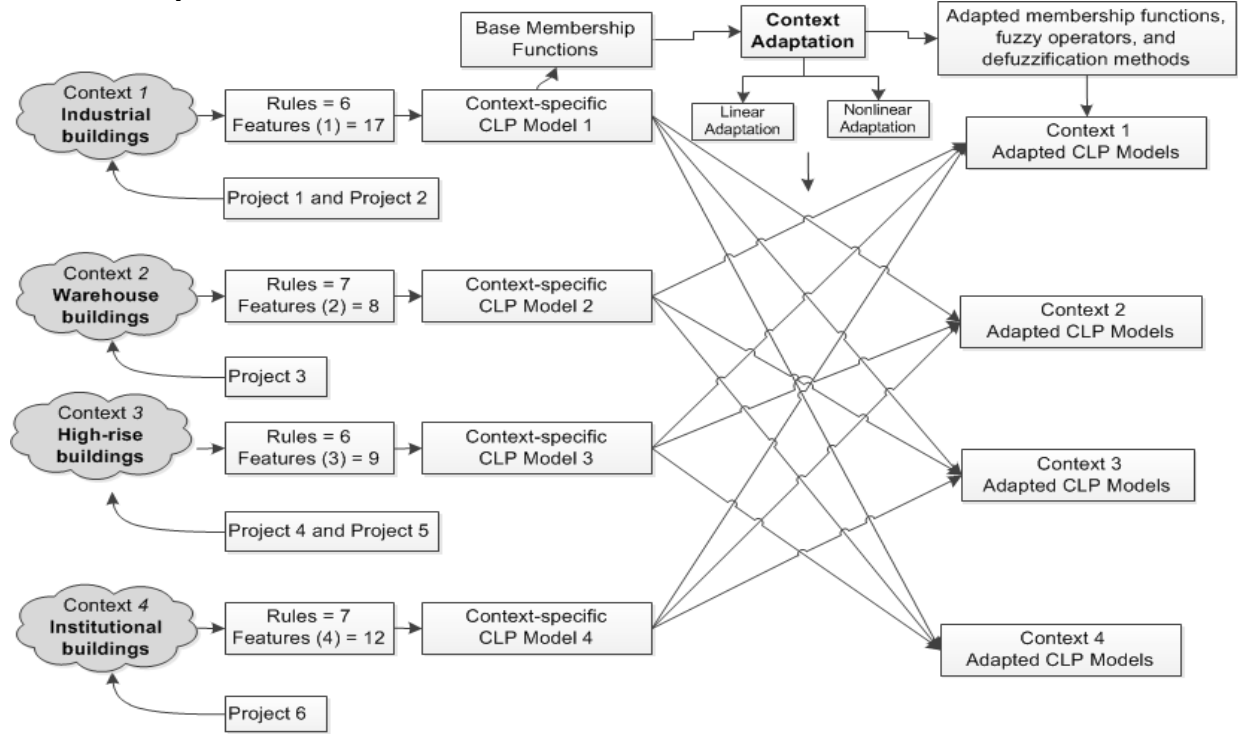 Base Membership
Functions
Context
Adaptation
Adapted membership functions,
fuzzy operators, and
defuzzification methods
Linear
Adaptation
Nonlinear
Adaptation
Context 1
Industrial
buildings
Rules = 6
Features (1) = 17
Context-specific
CLP Model 1
Context 1
Adapted CLP Models
Project 1 and Project 2
Context 2
Warehouse
buildings
Rules = 7
Features (2) = 8
Context-specific
CLP Model 2
Context 2
Adapted CLP Models
Project 3
Context 3
High-rise
buildings
Rules = 6
Features (3) = 9
Context-specific
CLP Model 3
Context 3
Adapted CLP Models
Project 4 and Project 5
Context 4
Institutional
buildings
Rules = 7
Features (4) = 12
Context-specific
CLP Model 4
Context 4
Adapted CLP Models
Project 6